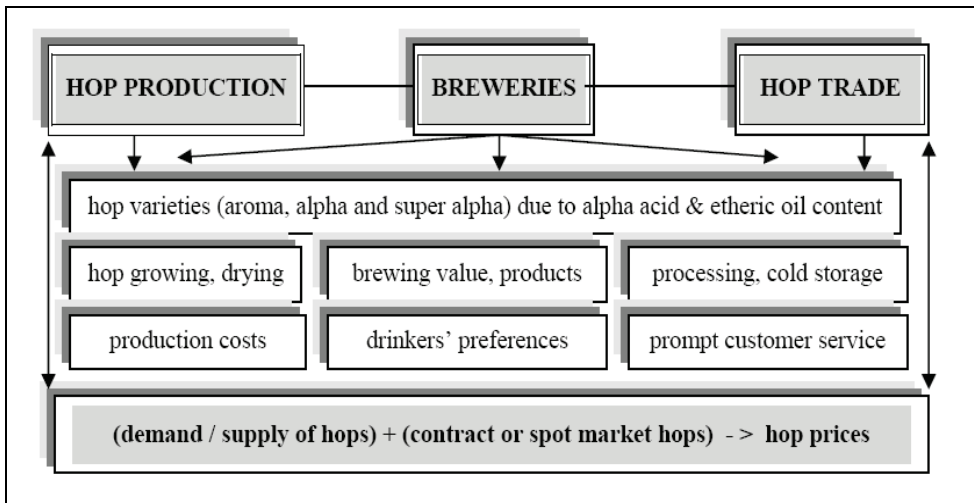 HOP PRODUCTION
BREWERIES
HOP TRADE
hop varieties (aroma, alpha and super alpha) due to alpha acid & etheric oil content
hop growing, drying
brewing value, products
processing, cold storage
production costs
drinkers’ preferences
prompt customer service
(demand / supply of hops) + (contract or spot market hops) - > hop prices